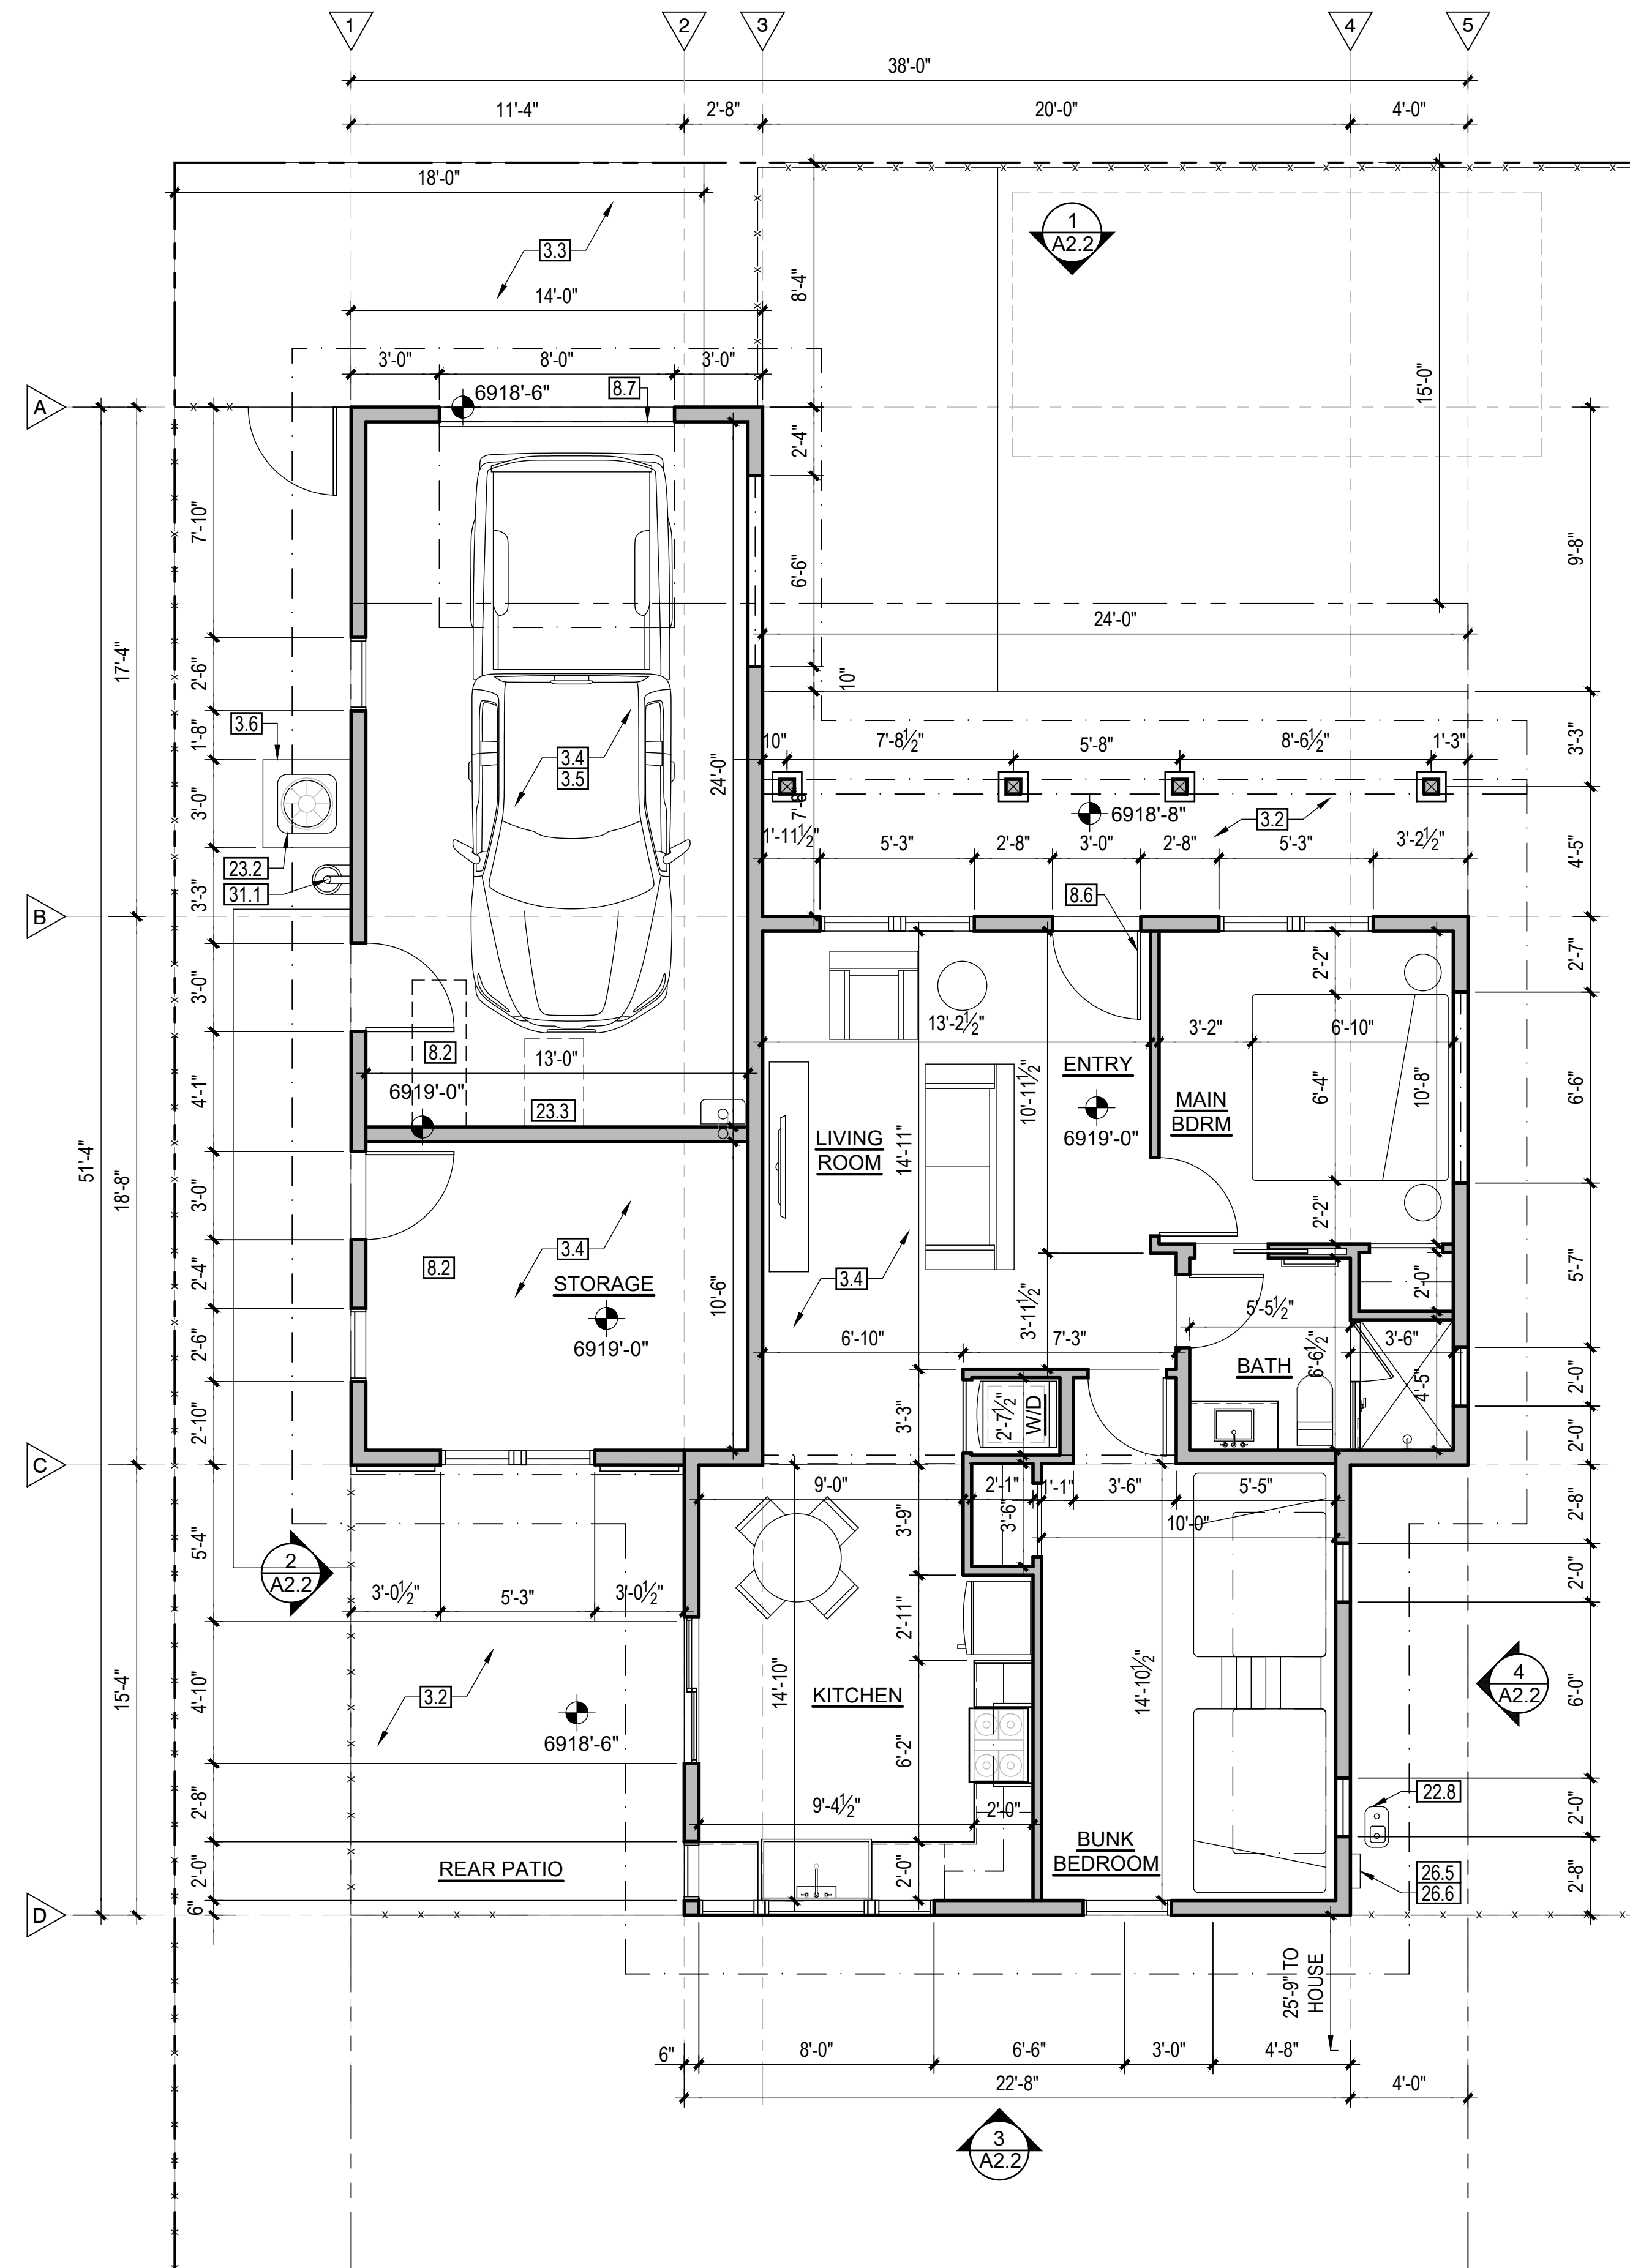 1 2 3 4 5
38'-0"
11'-4" 2'-8" 20'-0" 4'-0"
18'-0"
3.3
1
A2.2
14'-0"
8'-4"
3'-0" 8'-0" 3'-0"
15'-0"
6918'-6" 8.7
A
2'-4"
7'-10"
6'-6"
9'-8"
24'-0"
17'-4"
2'-6"
10"
3.6
1'-8"
10" 7'-8½" 5'-8" 8'-6½" 1'-3"
3'-3"
3.4
3.5
24'-0"
3'-0"
7'-8"
6918'-8"
3.2
1'-11½" 5'-3" 2'-8" 3'-0" 2'-8" 5'-3" 3'-2½"
4'-5"
23.2
31.1
3'-3"
8.6
B
2'-7"
2'-2"
3'-0"
13'-2½" 3'-2" 6'-10"
8.2 13'-0"
ENTRY
10'-11½"
6'-4"
10'-8"
6'-6"
4'-1"
6919'-0"
23.3
MAIN
BDRM
6919'-0"
LIVING
ROOM
14'-11"
51'-4"
18'-8"
3'-0"
2'-2"
8.2
3.4
STORAGE
2'-4"
3.4
5'-7"
2'-0"
10'-6"
3'-11½"
5'-5½"
6919'-0"
2'-6"
6'-10" 7'-3" 3'-6"
BATH
6'-6½"
4'-5"
2'-0"
2'-10"
3'-3"
2'-7½"
W/D
2'-0"
C
9'-0" 2'-1" 1'-1" 3'-6" 5'-5"
2'-8"
3'-9"
3'-6"
10'-0"
5'-4"
2
A2.2
2'-0"
3'-0½" 5'-3" 3'-0½"
2'-11"
3.2
4'-10"
15'-4"
14'-10"
KITCHEN
14'-10½"
4
A2.2
6'-0"
6918'-6"
6'-2"
22.8
2'-8"
9'-4½" 2'-0"
2'-0"
BUNK
BEDROOM
REAR PATIO
2'-0"
2'-0"
26.5
26.6
2'-8"
6"
D
25'-9" TO
HOUSE
6" 8'-0" 6'-6" 3'-0" 4'-8"
22'-8" 4'-0"
3
A2.2